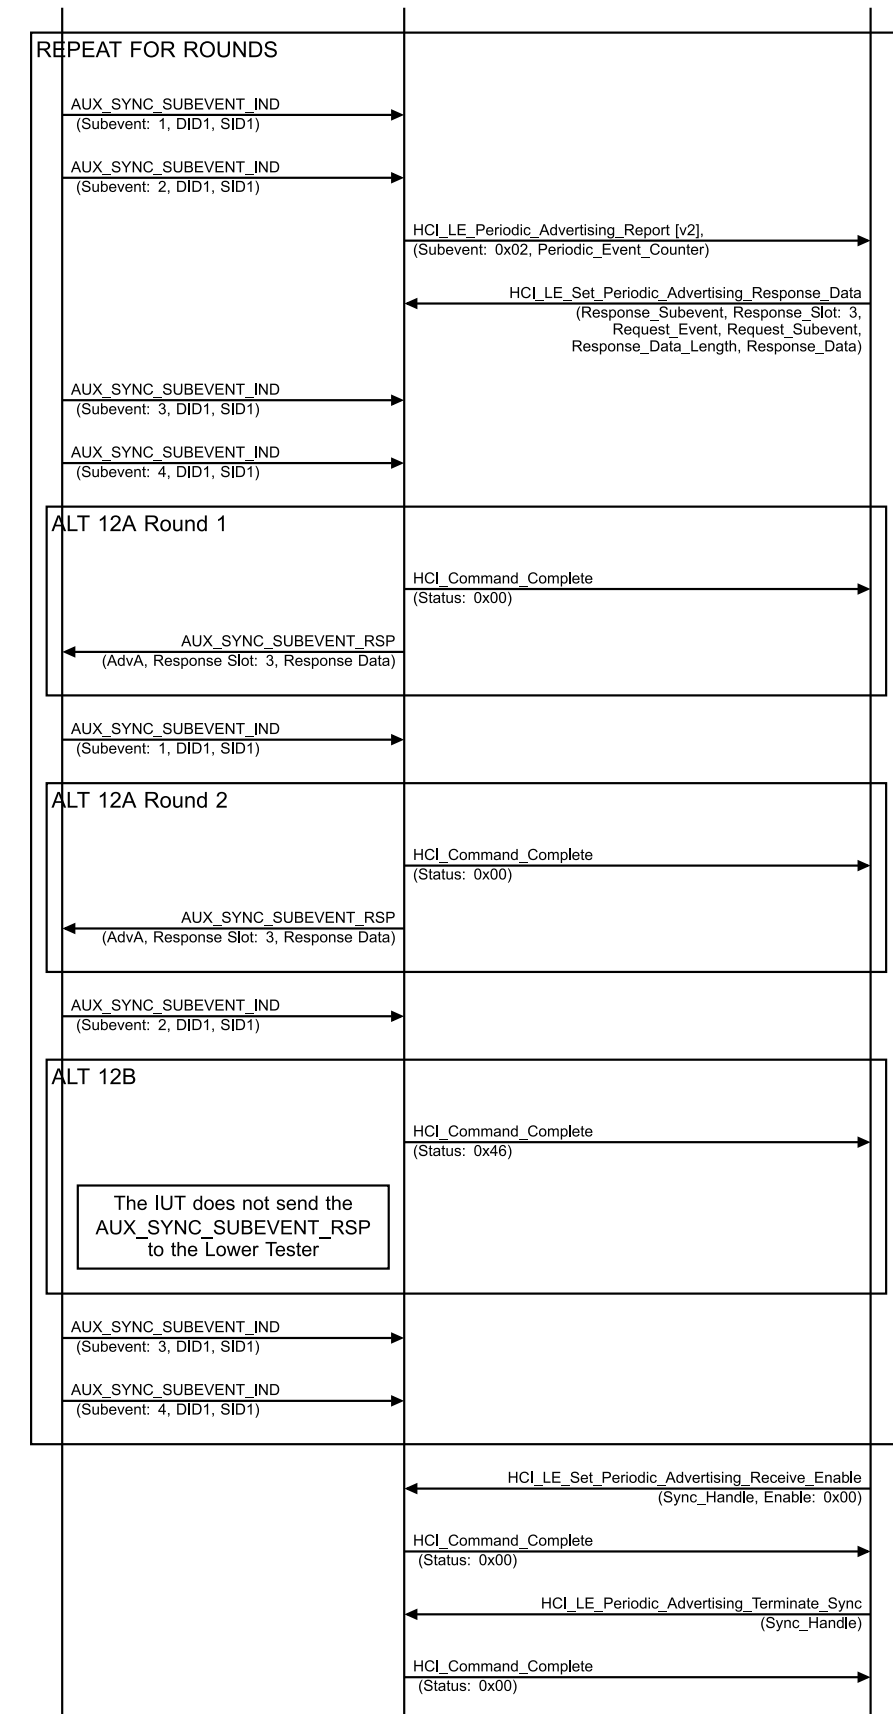 REPEAT FOR ROUNDS
AUX_SYNC_SUBEVENT_IND
(Subevent: 1, DID1, SID1)
AUX_SYNC_SUBEVENT_IND
(Subevent: 2, DID1, SID1)
HCI_LE_Periodic_Advertising_Report [v2],
(Subevent: 0x02, Periodic_Event_Counter)
HCI_LE_Set_Periodic_Advertising_Response_Data
(Response_Subevent, Response_Slot: 3,
Request_Event, Request_Subevent,
Response_Data_Length, Response_Data)
AUX_SYNC_SUBEVENT_IND
(Subevent: 3, DID1, SID1)
AUX_SYNC_SUBEVENT_IND
(Subevent: 4, DID1, SID1)
ALT 12A Round 1
HCI_Command_Complete
(Status: 0x00)
AUX_SYNC_SUBEVENT_RSP
(AdvA, Response Slot: 3, Response Data)
AUX_SYNC_SUBEVENT_IND
(Subevent: 1, DID1, SID1)
ALT 12A Round 2
HCI_Command_Complete
(Status: 0x00)
AUX_SYNC_SUBEVENT_RSP
(AdvA, Response Slot: 3, Response Data)
AUX_SYNC_SUBEVENT_IND
(Subevent: 2, DID1, SID1)
ALT 12B
HCI_Command_Complete
(Status: 0x46)
The IUT does not send the
AUX_SYNC_SUBEVENT_RSP
to the Lower Tester
AUX_SYNC_SUBEVENT_IND
(Subevent: 3, DID1, SID1)
AUX_SYNC_SUBEVENT_IND
(Subevent: 4, DID1, SID1)
HCI_LE_Set_Periodic_Advertising_Receive_Enable
(Sync_Handle, Enable: 0x00)
HCI_Command_Complete
(Status: 0x00)
HCI_LE_Periodic_Advertising_Terminate_Sync
(Sync_Handle)
HCI_Command_Complete
(Status: 0x00)